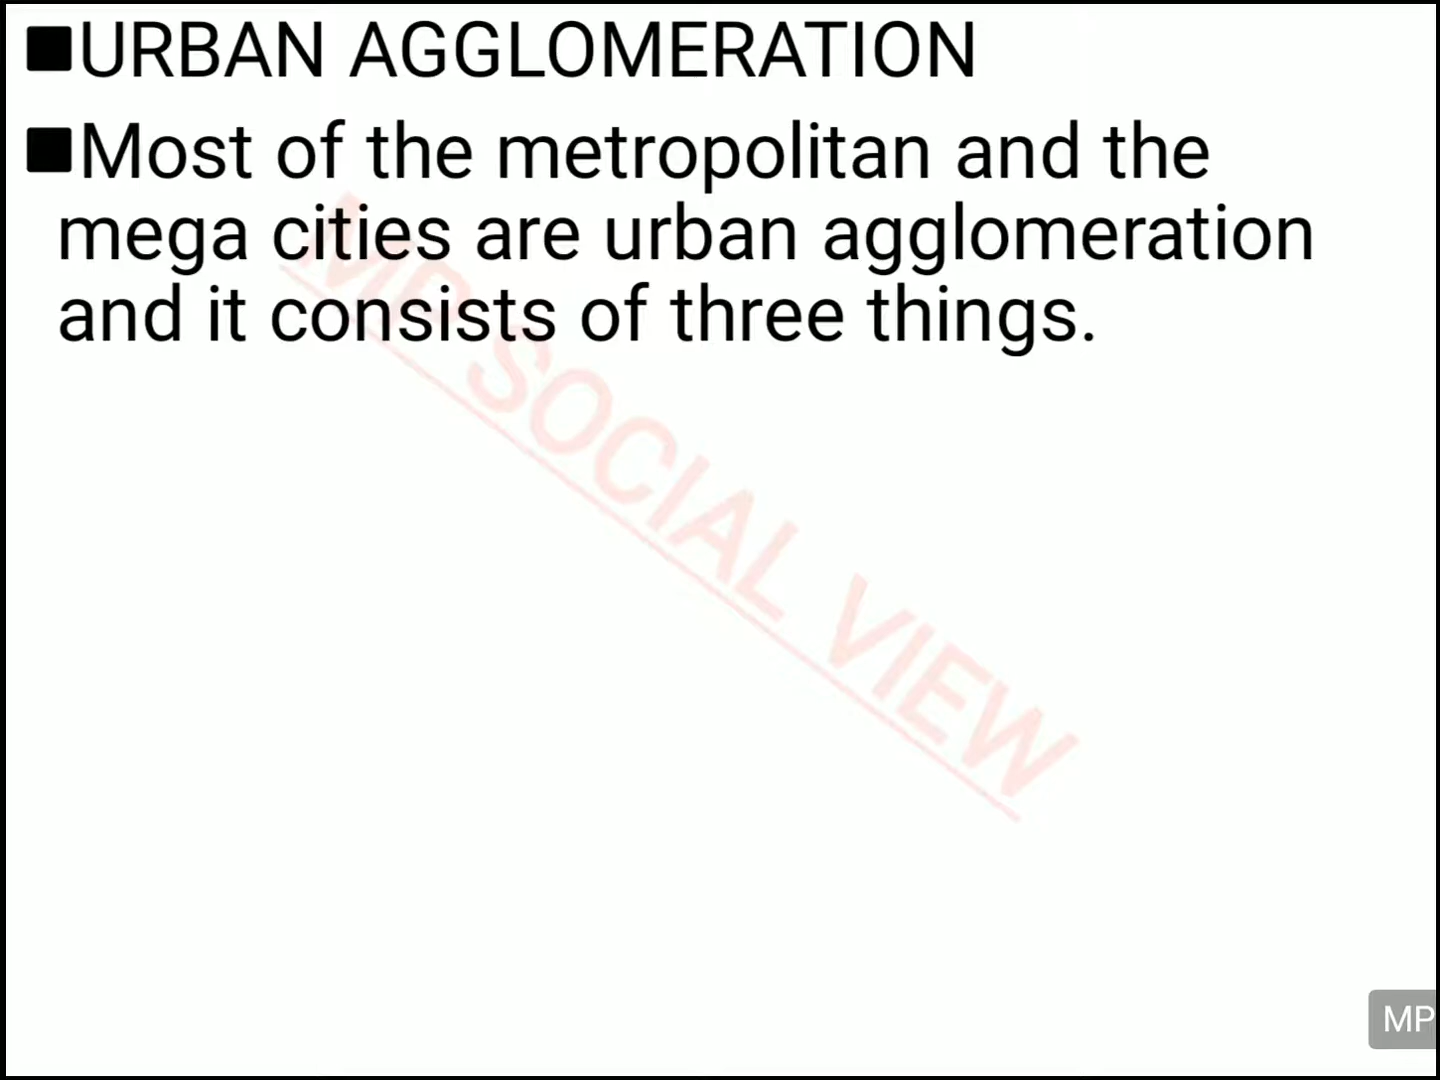 ■URBAN AGGLOMERATION
■Most of the metropolitan and the
mega cities are urban agglomeration
and it consists of three things.
MP SOCIAL VIEW
MP